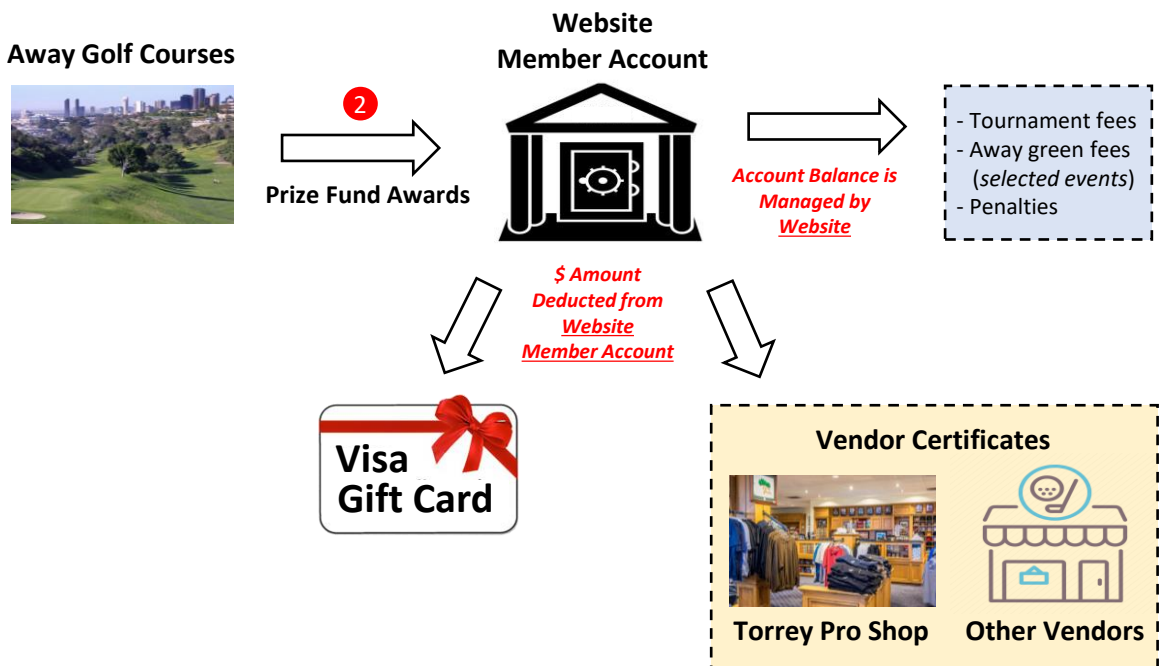 Away Golf Courses
2
Prize Fund Awards
Website
Member Account
Account Balance is
Managed by
Website
- Tournament fees
- Away green fees
(selected events)
- Penalties
$ Amount
Deducted from
Website
Member Account
Visa
Gift Card
Vendor Certificates
Torrey Pro Shop
Other Vendors